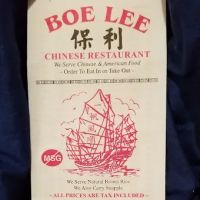 BOE LEE
保利
CHINESE RESTAURANT
We Serve Chinese & American Food
- Order To Eat In or Take Out -
MSG
We Serve Natural Brown Rice
We Also Carry Snapple
- ALL PRICES ARE TAX INCLUDED -